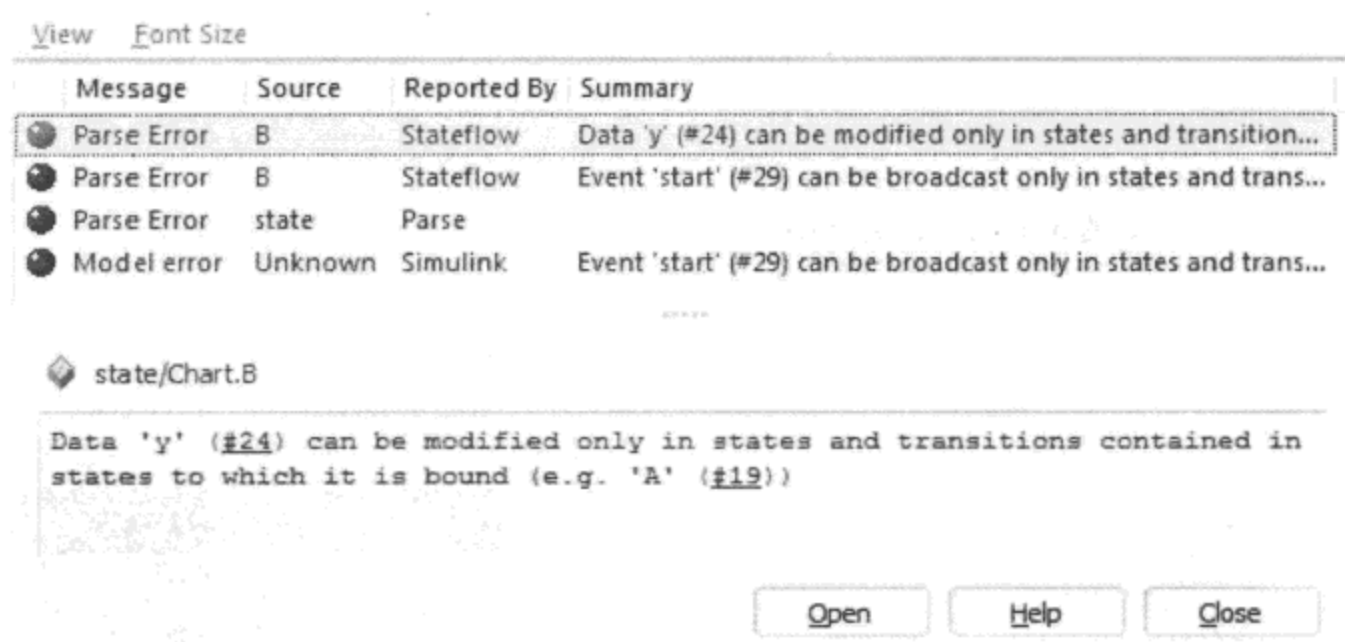 View Font Size
Message Source Reported By Summary
Parse Error B Stateflow Data 'y' (#24) can be modified only in states and transition...
Parse Error B Stateflow Event 'start' (#29) can be broadcast only in states and trans...
Parse Error state Parse
Model error Unknown Simulink Event 'start' (#29) can be broadcast only in states and trans...
state/Chart.B
Data 'y' (#24) can be modified only in states and transitions contained in
states to which it is bound (e.g. 'A' (#19))
Open Help Close